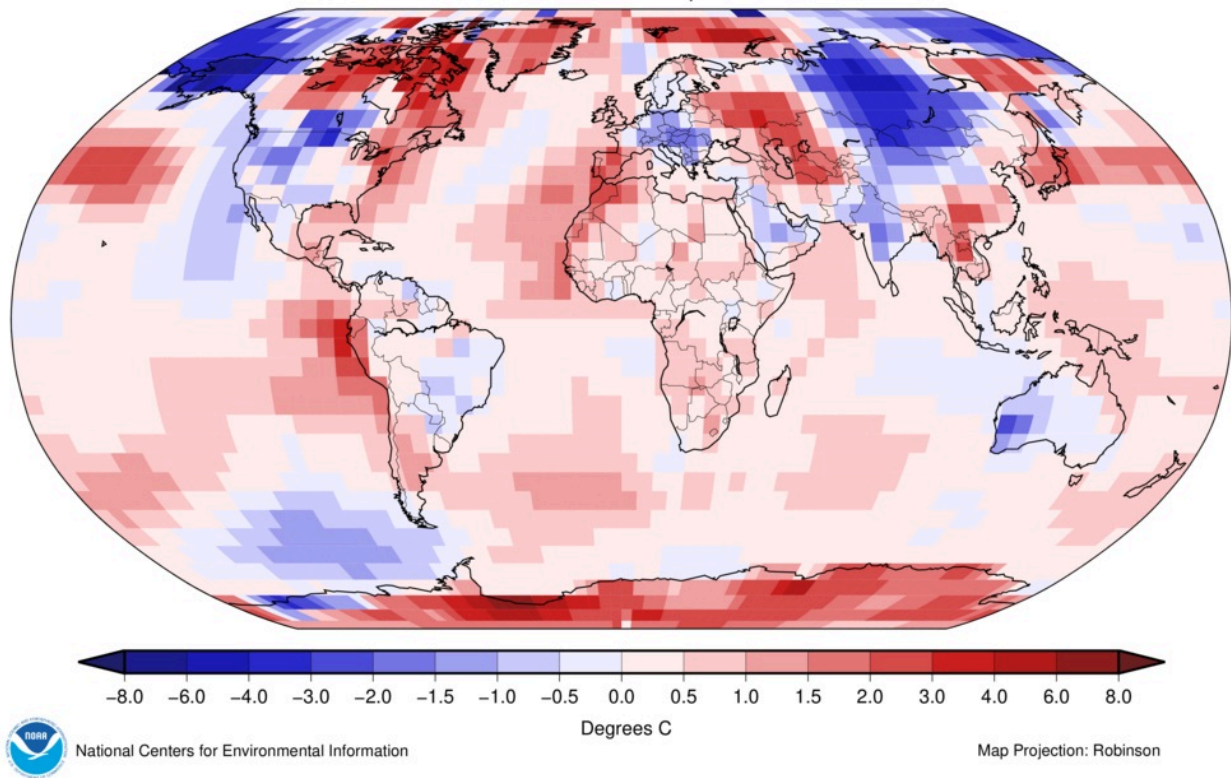 −8.0 −6.0 −4.0 −3.0 −2.0 −1.5 −1.0 −0.5 0.0 0.5 1.0 1.5 2.0 3.0 4.0 6.0 8.0
Degrees C
NOAA
National Centers for Environmental Information
Map Projection: Robinson